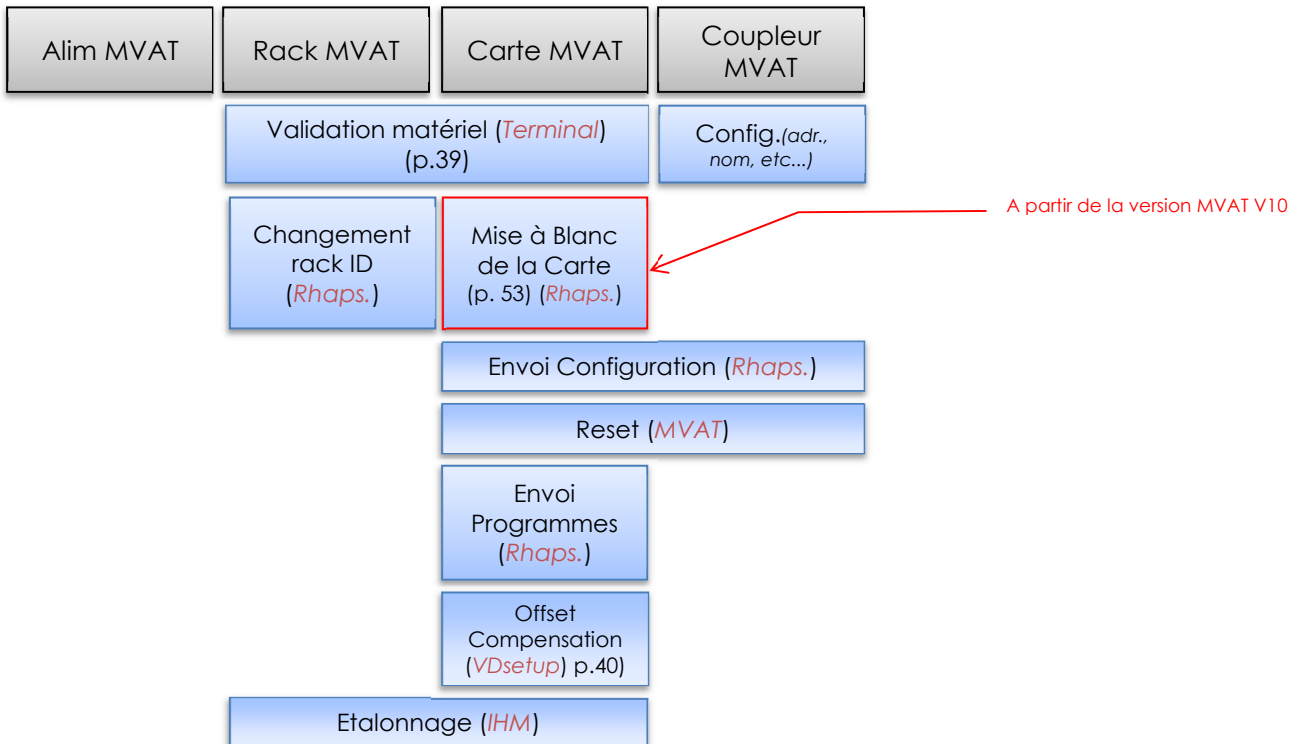 Alim MVAT
Rack MVAT
Carte MVAT
Coupleur
MVAT
Validation matériel (Terminal)
(p.39)
Config.(adr.,
nom, etc...)
Changement
rack ID
(Rhaps.)
Mise à Blanc
de la Carte
(p. 53) (Rhaps.)
A partir de la version MVAT V10
Envoi Configuration (Rhaps.)
Reset (MVAT)
Envoi
Programmes
(Rhaps.)
Offset
Compensation
(VDsetup) p.40)
Etalonnage (IHM)